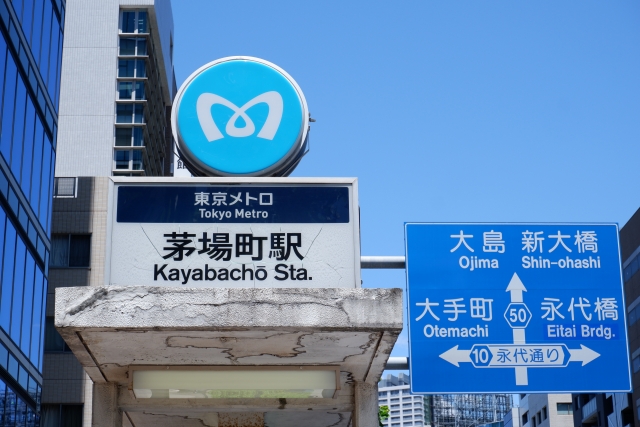 東京メトロ
Tokyo Metro
茅場町駅
Kayabachō Sta.
大島 新大橋
Ojima Shin-ohashi
大手町 50 永代橋
Otemachi Eitai Brdg.
10 永代通り